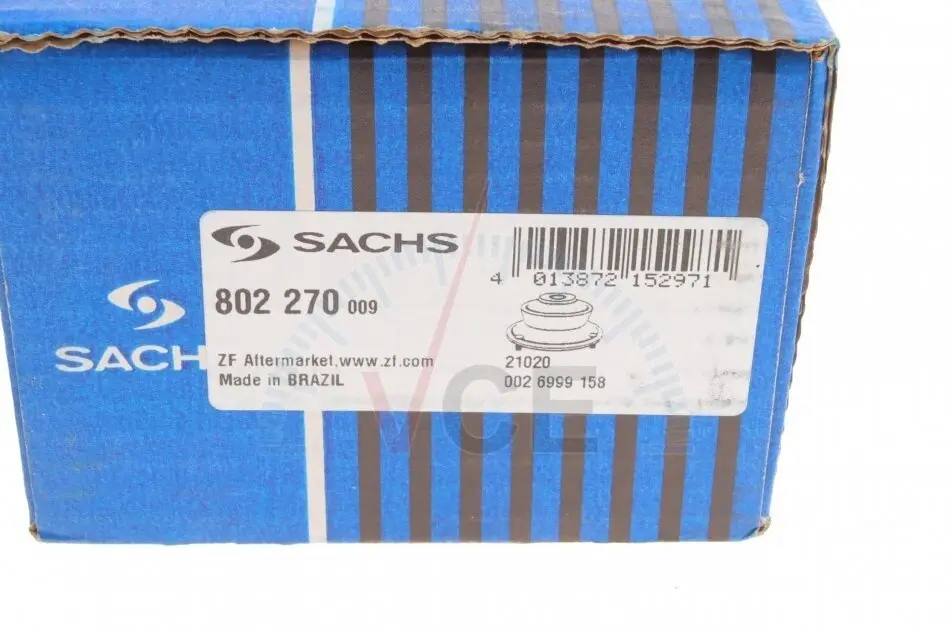 SACHS
802 270 009
ZF Aftermarket,www.zf.com
Made in BRAZIL
4 013872 152971
21020
002 6999 158
SACH
VCE